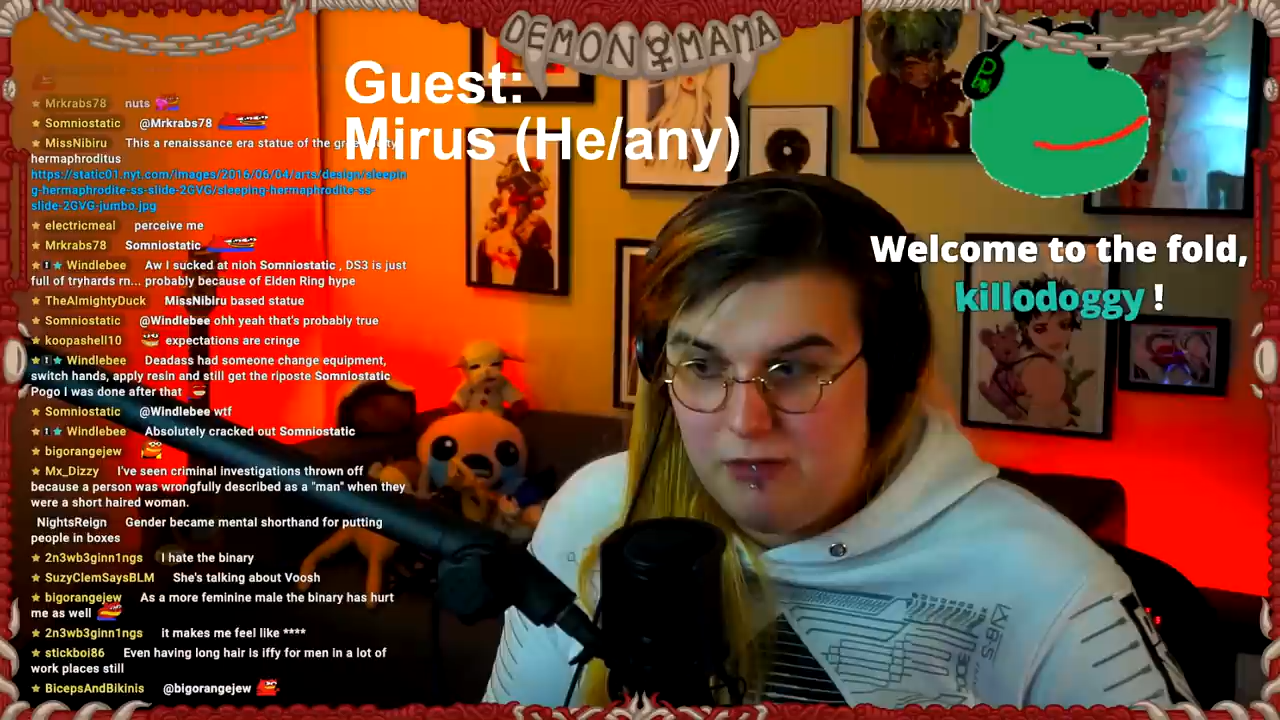 DEMON MAMA
Guest:
Mirus (He/any)
Mrkrabs78 nuts
Somniostatic @Mrkrabs78
MissNibiru This a renaissance era statue of the
hermaphroditus
https://static01.nyt.com/images/2016/06/04/arts/design/sleepin
g-hermaphrodite-ss-slide-2GVG/sleeping-hermaphrodite-ss-
slide-2GVG-jumbo.jpg
electricmeal perceive me
Mrkrabs78 Somniostatic
Windlebee Aw I sucked at nioh Somniostatic , DS3 is just
full of tryhards rn... probably because of Elden Ring hype
TheAlmightyDuck MissNibiru based statue
Somniostatic @Windlebee ohh yeah that's probably true
koopashell10 expectations are cringe
Windlebee Deadass had someone change equipment,
switch hands, apply resin and still get the riposte Somniostatic
Pogo I was done after that
Somniostatic @Windlebee wtf
Windlebee Absolutely cracked out Somniostatic
bigorangejew
Mx_Dizzy I've seen criminal investigations thrown off
because a person was wrongfully described as a "man" when they
were a short haired woman.
NightsReign Gender became mental shorthand for putting
people in boxes
2n3wb3ginn1ngs I hate the binary
SuzyClemSaysBLM She's talking about Voosh
bigorangejew As a more feminine male the binary has hurt
me as well
2n3wb3ginn1ngs it makes me feel like ****
stickboi86 Even having long hair is iffy for men in a lot of
work places still
BicepsAndBikinis @bigorangejew
Welcome to the fold,
killodoggy !